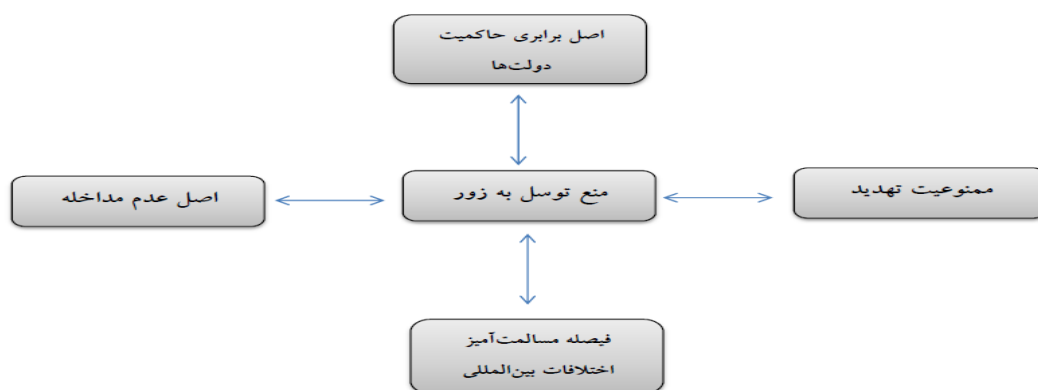 اصل برابری حاکمیت
دولت‌ها
ممنوعیت تهدید
منع توسل به زور
اصل عدم مداخله
فیصله مسالمت‌آمیز
اختلافات بین‌المللی